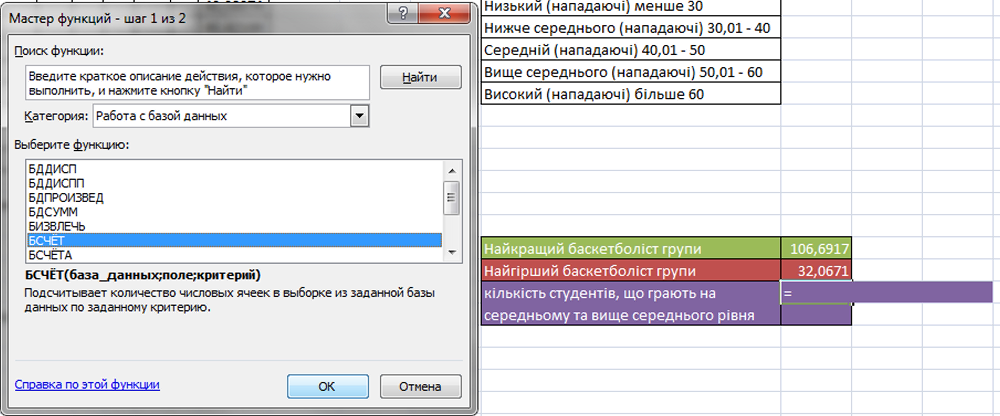 Мастер функций - шаг 1 из 2
Поиск функции:
Введите краткое описание действия, которое нужно
выполнить, и нажмите кнопку "Найти"
Найти
Категория: Работа с базой данных
Выберите функцию:
БДДИСП
БДДИСПП
БДПРОИЗВЕД
БДСУММ
БИЗВЛЕЧЬ
БСЧЁТ
БСЧЁТА
БСЧЁТ(база_данных;поле;критерий)
Подсчитывает количество числовых ячеек в выборке из заданной базы
данных по заданному критерию.
Справка по этой функции
ОК
Отмена
Низький (нападаючі) менше 30
Нижче середнього (нападаючі) 30,01 - 40
Середній (нападаючі) 40,01 - 50
Вище середнього (нападаючі) 50,01 - 60
Високий (нападаючі) більше 60
Найкращий баскетболіст групи 106,6917
Найгірший баскетболіст групи 32,0671
кількість студентів, що грають на =
середньому та вище середнього рівня